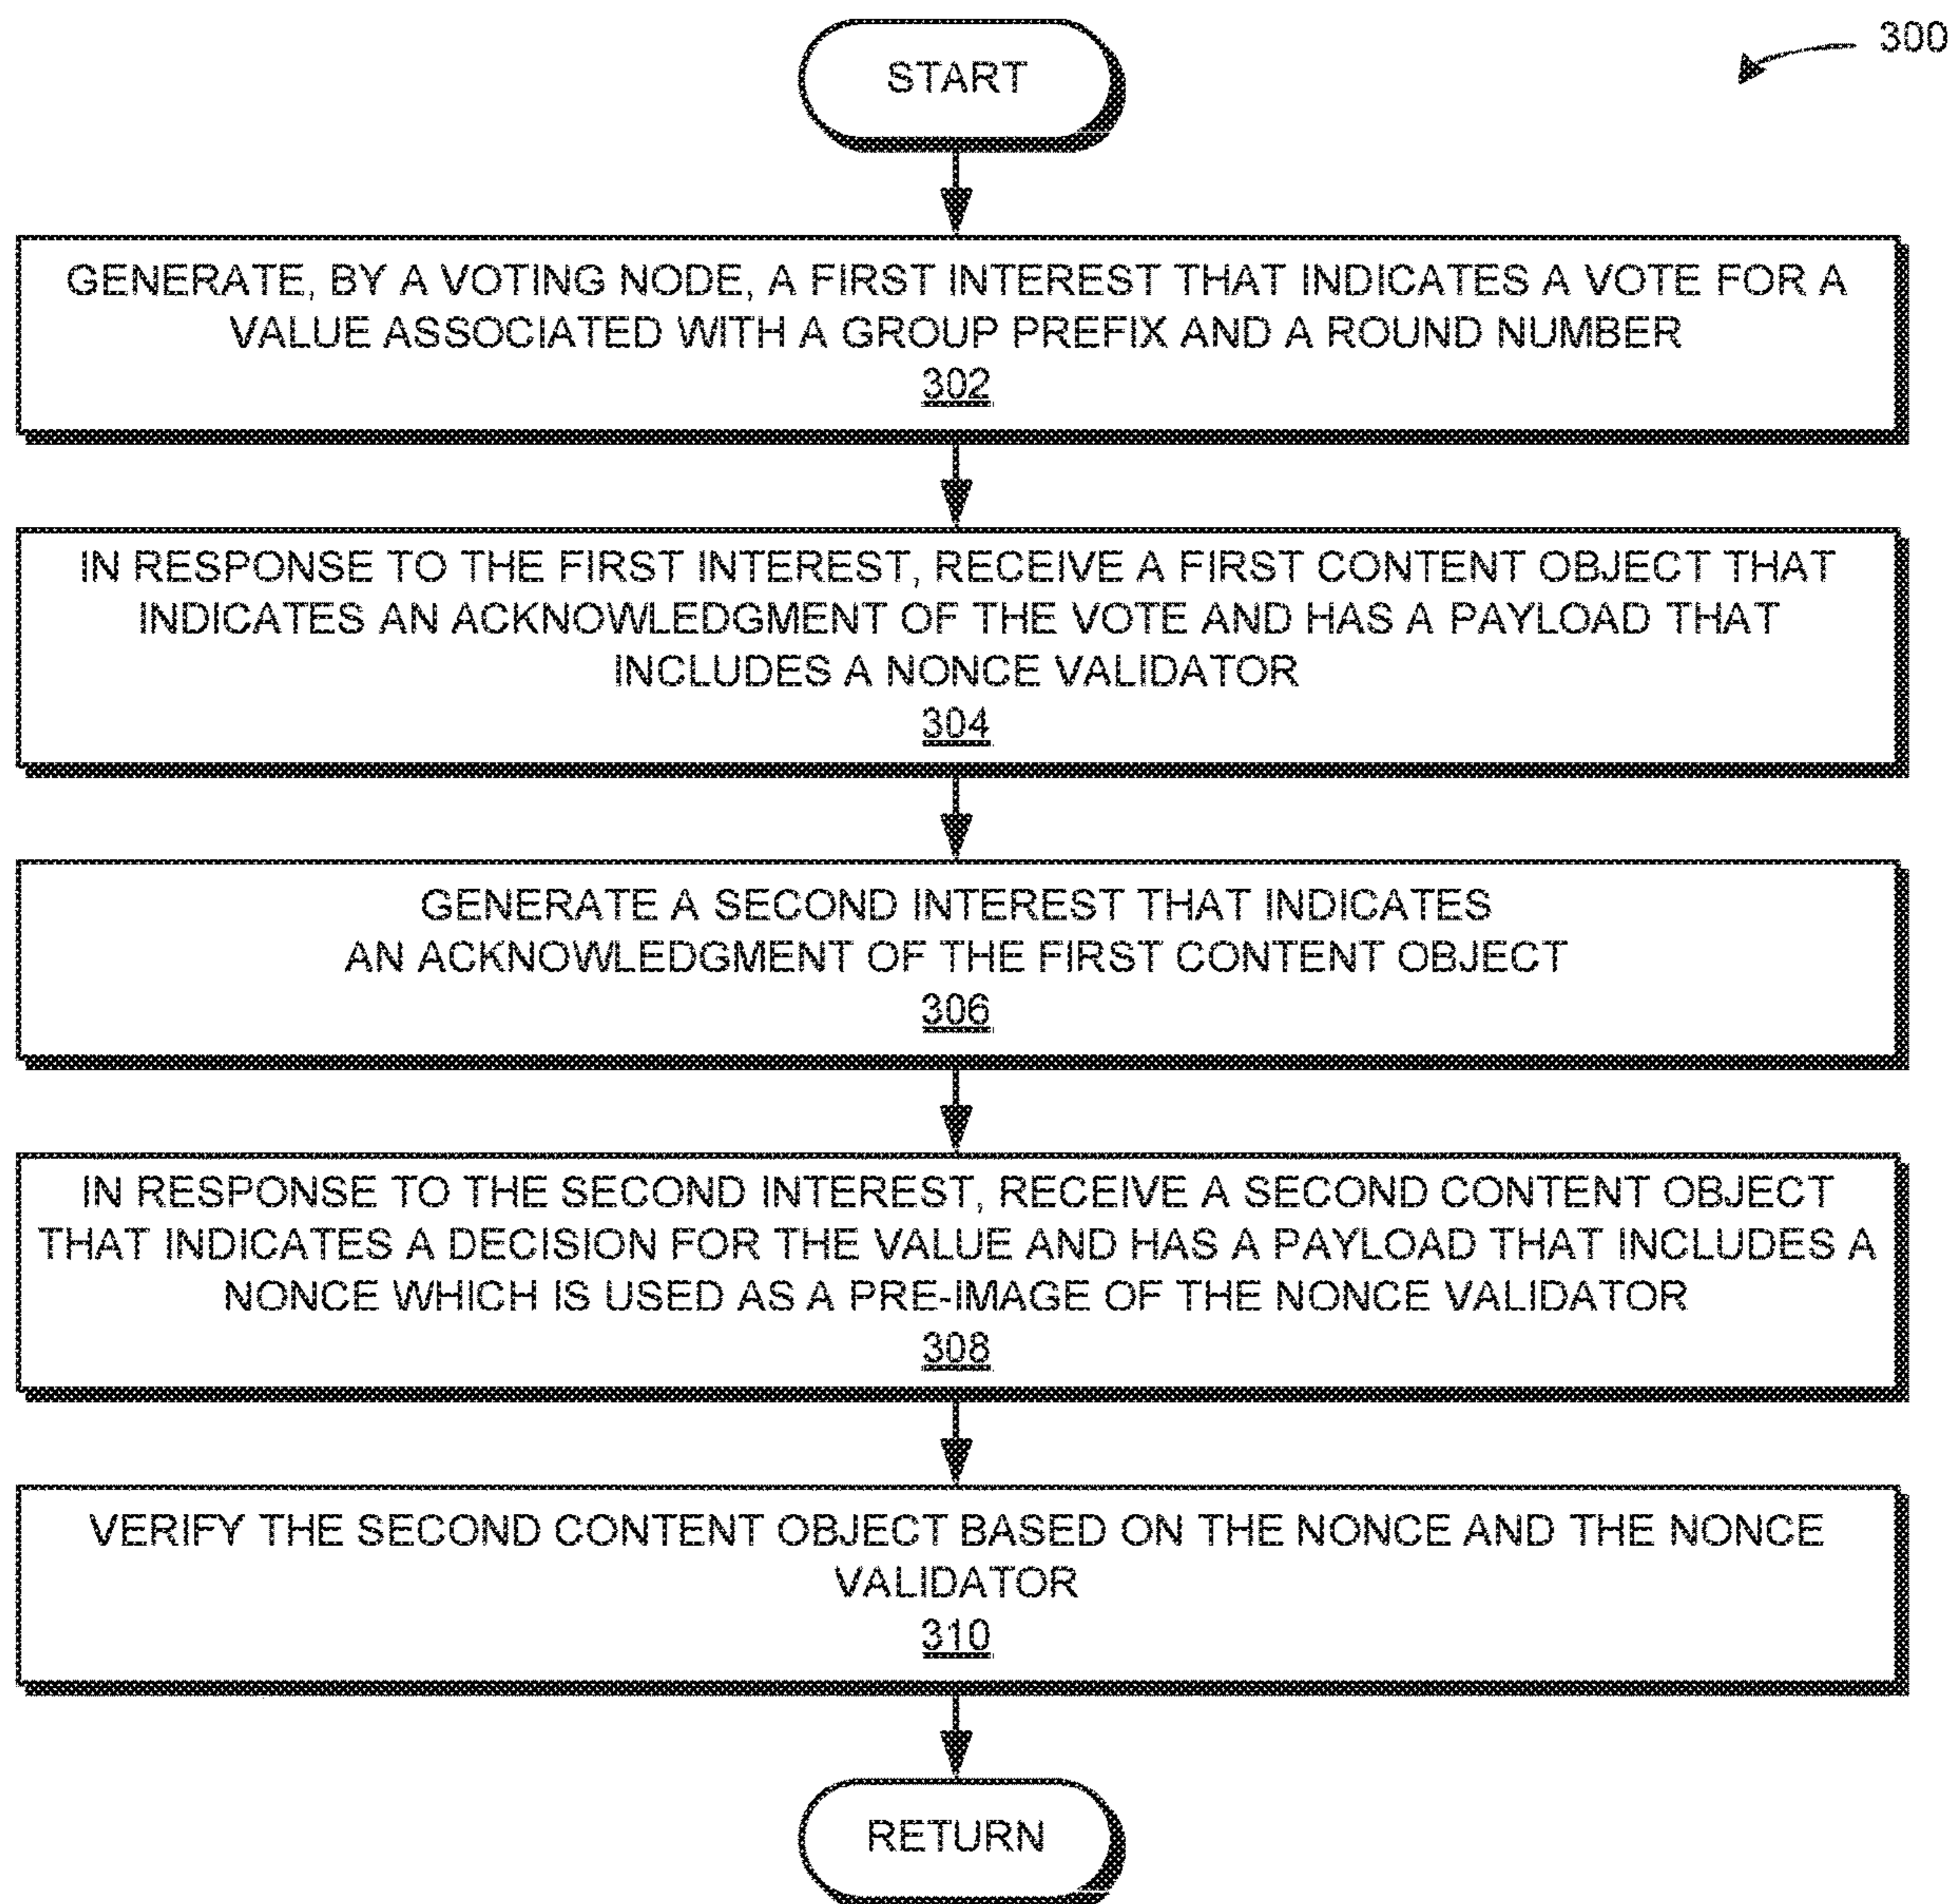 300
START
GENERATE, BY A VOTING NODE, A FIRST INTEREST THAT INDICATES A VOTE FOR A
VALUE ASSOCIATED WITH A GROUP PREFIX AND A ROUND NUMBER
302
IN RESPONSE TO THE FIRST INTEREST, RECEIVE A FIRST CONTENT OBJECT THAT
INDICATES AN ACKNOWLEDGMENT OF THE VOTE AND HAS A PAYLOAD THAT
INCLUDES A NONCE VALIDATOR
304
GENERATE A SECOND INTEREST THAT INDICATES
AN ACKNOWLEDGMENT OF THE FIRST CONTENT OBJECT
306
IN RESPONSE TO THE SECOND INTEREST, RECEIVE A SECOND CONTENT OBJECT
THAT INDICATES A DECISION FOR THE VALUE AND HAS A PAYLOAD THAT INCLUDES A
NONCE WHICH IS USED AS A PRE-IMAGE OF THE NONCE VALIDATOR
308
VERIFY THE SECOND CONTENT OBJECT BASED ON THE NONCE AND THE NONCE
VALIDATOR
310
RETURN